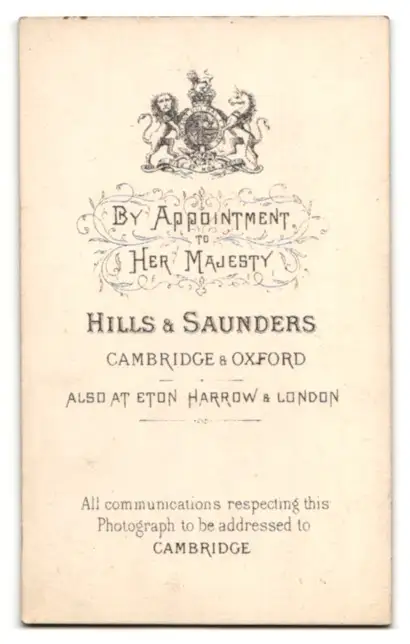 BY APPOINTMENT
TO
HER MAJESTY
HILLS & SAUNDERS
CAMBRIDGE & OXFORD
ALSO AT ETON HARROW & LONDON
All communications respecting this
Photograph to be addressed to
CAMBRIDGE